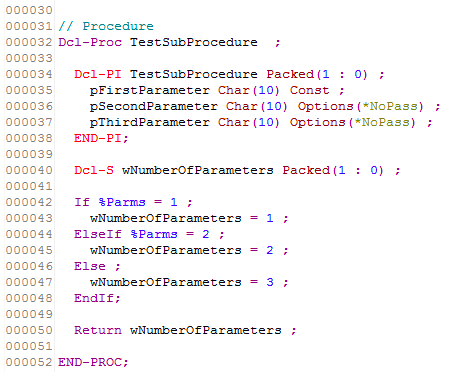 000030
000031 // Procedure
000032 Dcl-Proc TestSubProcedure  ;
000033
000034   Dcl-PI TestSubProcedure Packed(1 : 0) ;
000035     pFirstParameter Char(10) Const ;
000036     pSecondParameter Char(10) Options(*NoPass) ;
000037     pThirdParameter Char(10) Options(*NoPass) ;
000038   END-PI;
000039
000040   Dcl-S wNumberOfParameters Packed(1 : 0) ;
000041
000042   If %Parms = 1 ;
000043     wNumberOfParameters = 1 ;
000044   ElseIf %Parms = 2 ;
000045     wNumberOfParameters = 2 ;
000046   Else ;
000047     wNumberOfParameters = 3 ;
000048   EndIf;
000049
000050   Return wNumberOfParameters ;
000051
000052 END-PROC;